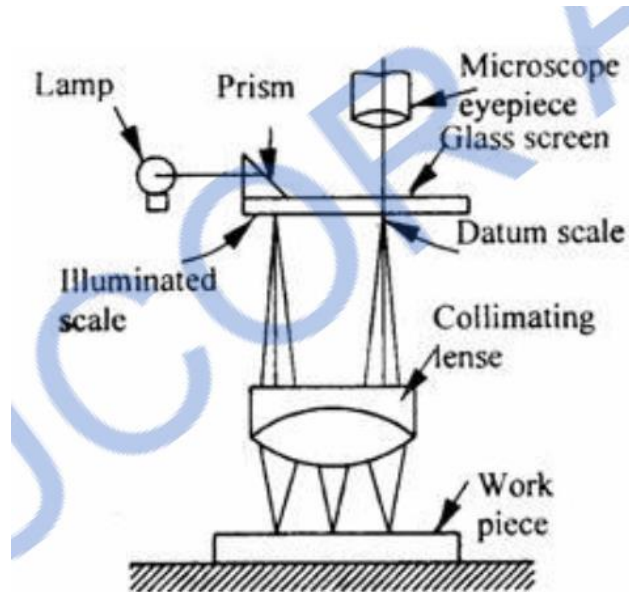 Lamp
Prism
Microscope
eyepiece
Glass screen
Datum scale
Illuminated
scale
Collimating
lense
Work
piece